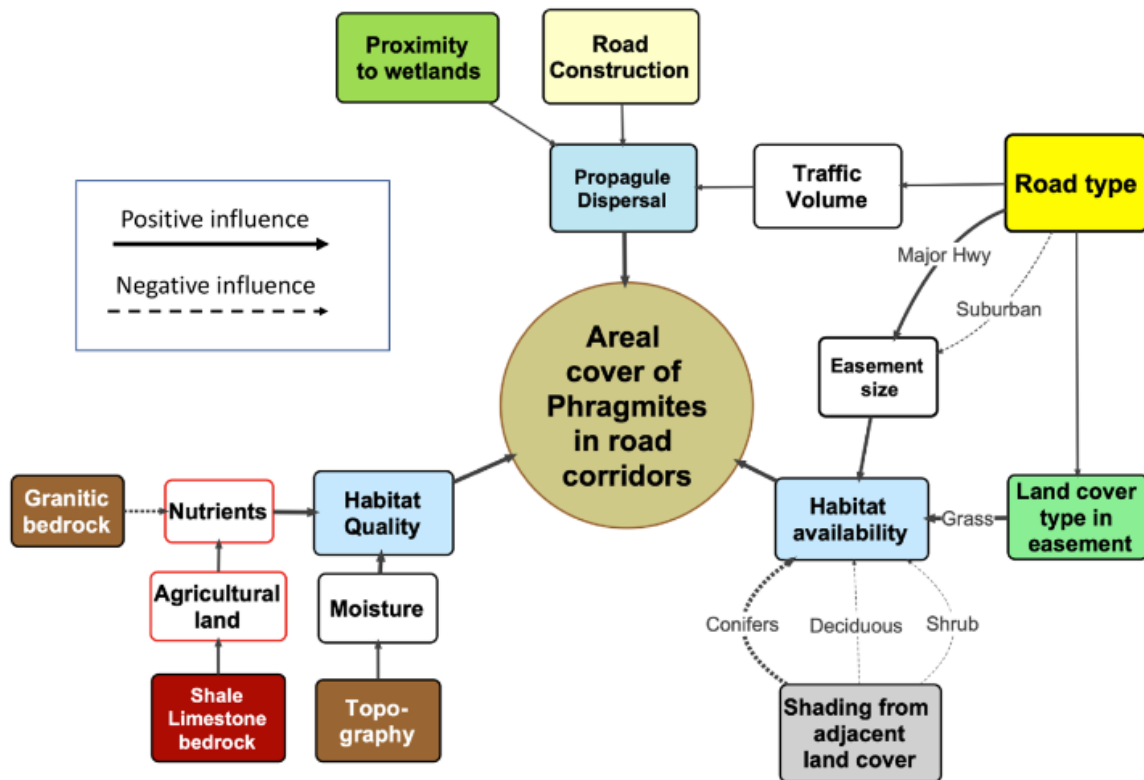 Proximity
to wetlands
Road
Construction
Positive influence
Negative influence
Propagule
Dispersal
Traffic
Volume
Road type
Major Hwy
Suburban
Areal
cover of
Phragmites
in road
corridors
Easement
size
Granitic
bedrock
Nutrients
Habitat
Quality
Habitat
availability
Grass
Land cover
type in
easement
Agricultural
land
Moisture
Conifers
Deciduous
Shrub
Shale
Limestone
bedrock
Topo-
graphy
Shading from
adjacent
land cover